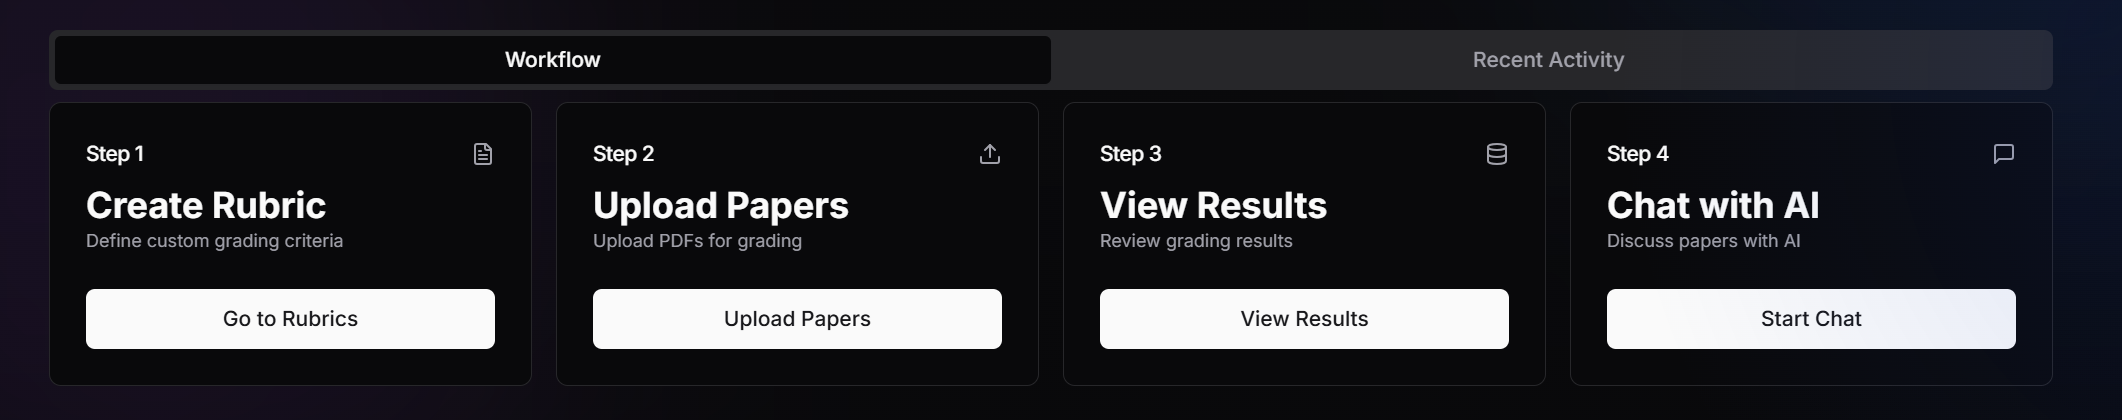 Workflow
Recent Activity
Step 1
Create Rubric
Define custom grading criteria
Go to Rubrics
Step 2
Upload Papers
Upload PDFs for grading
Upload Papers
Step 3
View Results
Review grading results
View Results
Step 4
Chat with AI
Discuss papers with AI
Start Chat